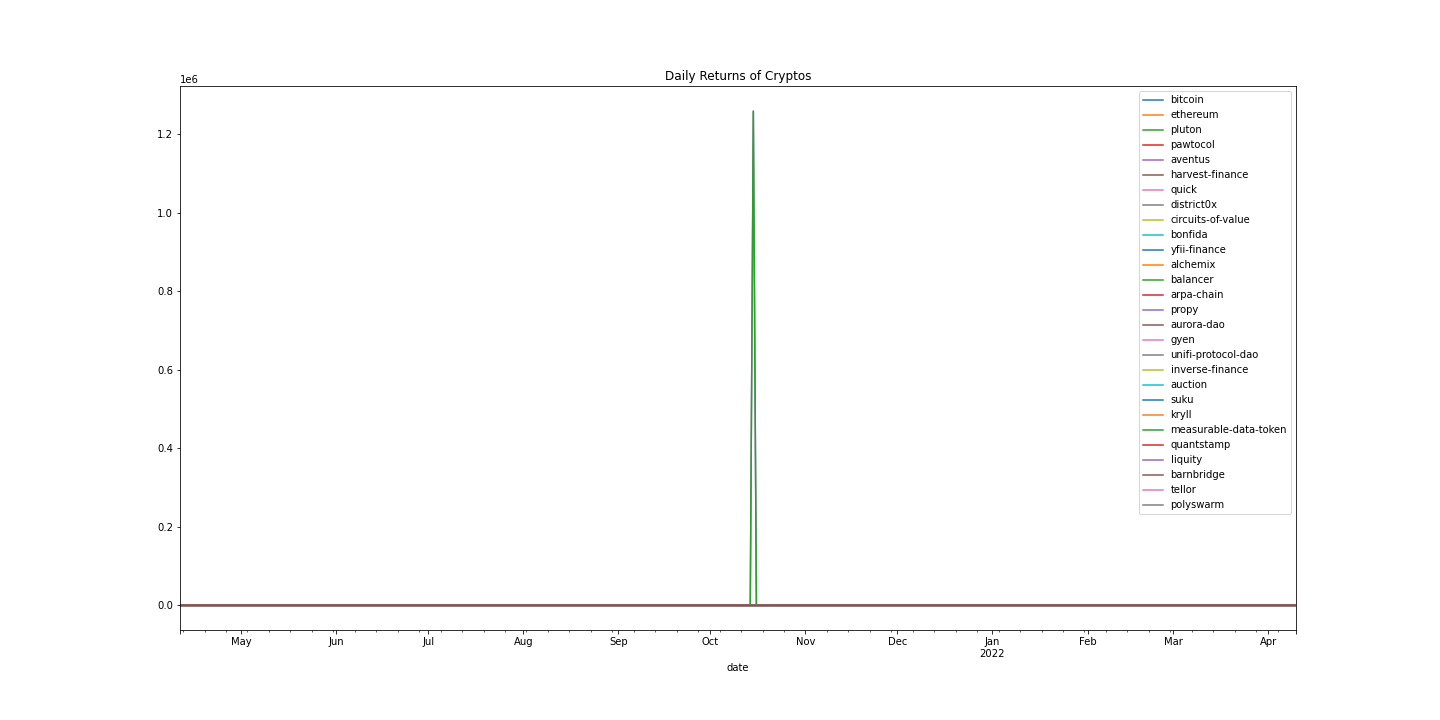 Daily Returns of Cryptos
1e6
1.2
1.0
0.8
0.6
0.4
0.2
0.0
May Jun Jul Aug Sep Oct Nov Dec Jan Feb Mar Apr
2022
date
bitcoin
ethereum
pluton
pawtocol
aventus
harvest-finance
quick
district0x
circuits-of-value
bonfida
yfii-finance
alchemix
balancer
arpa-chain
propy
aurora-dao
gyen
unifi-protocol-dao
inverse-finance
auction
suku
kryll
measurable-data-token
quantstamp
liquity
barnbridge
tellor
polyswarm